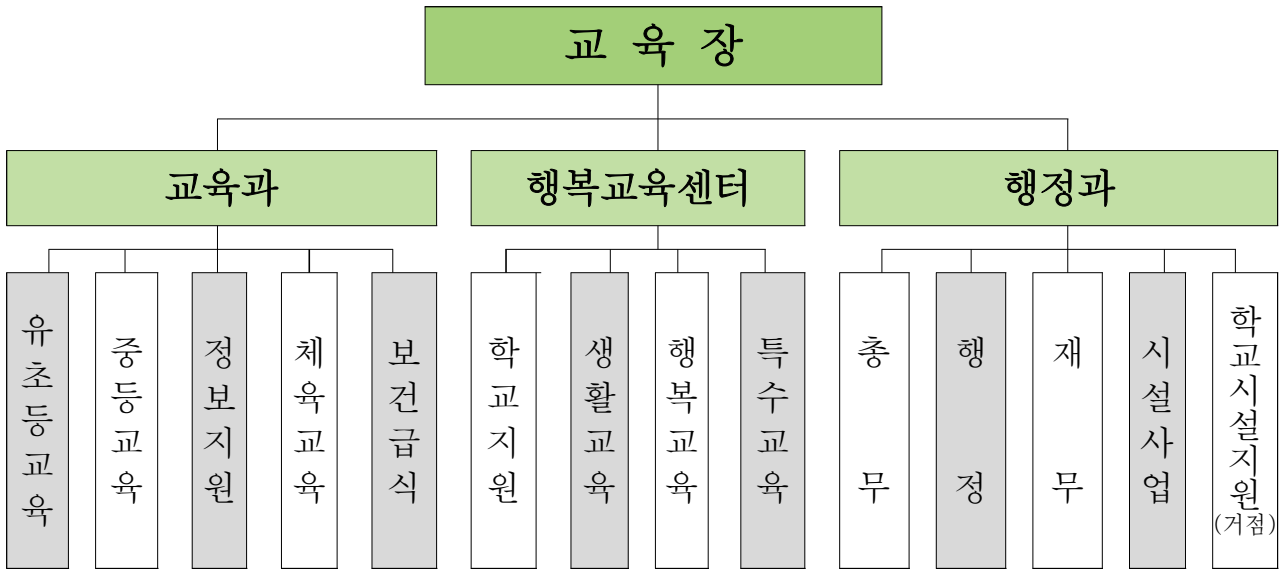 교 육 장
교육과
행복교육센터
행정과
유초등교육
중등교육
정보지원
체육교육
보건급식
학교지원
생활교육
행복교육
특수교육
총무
행정
재무
시설사업
학교시설지원
(거점)